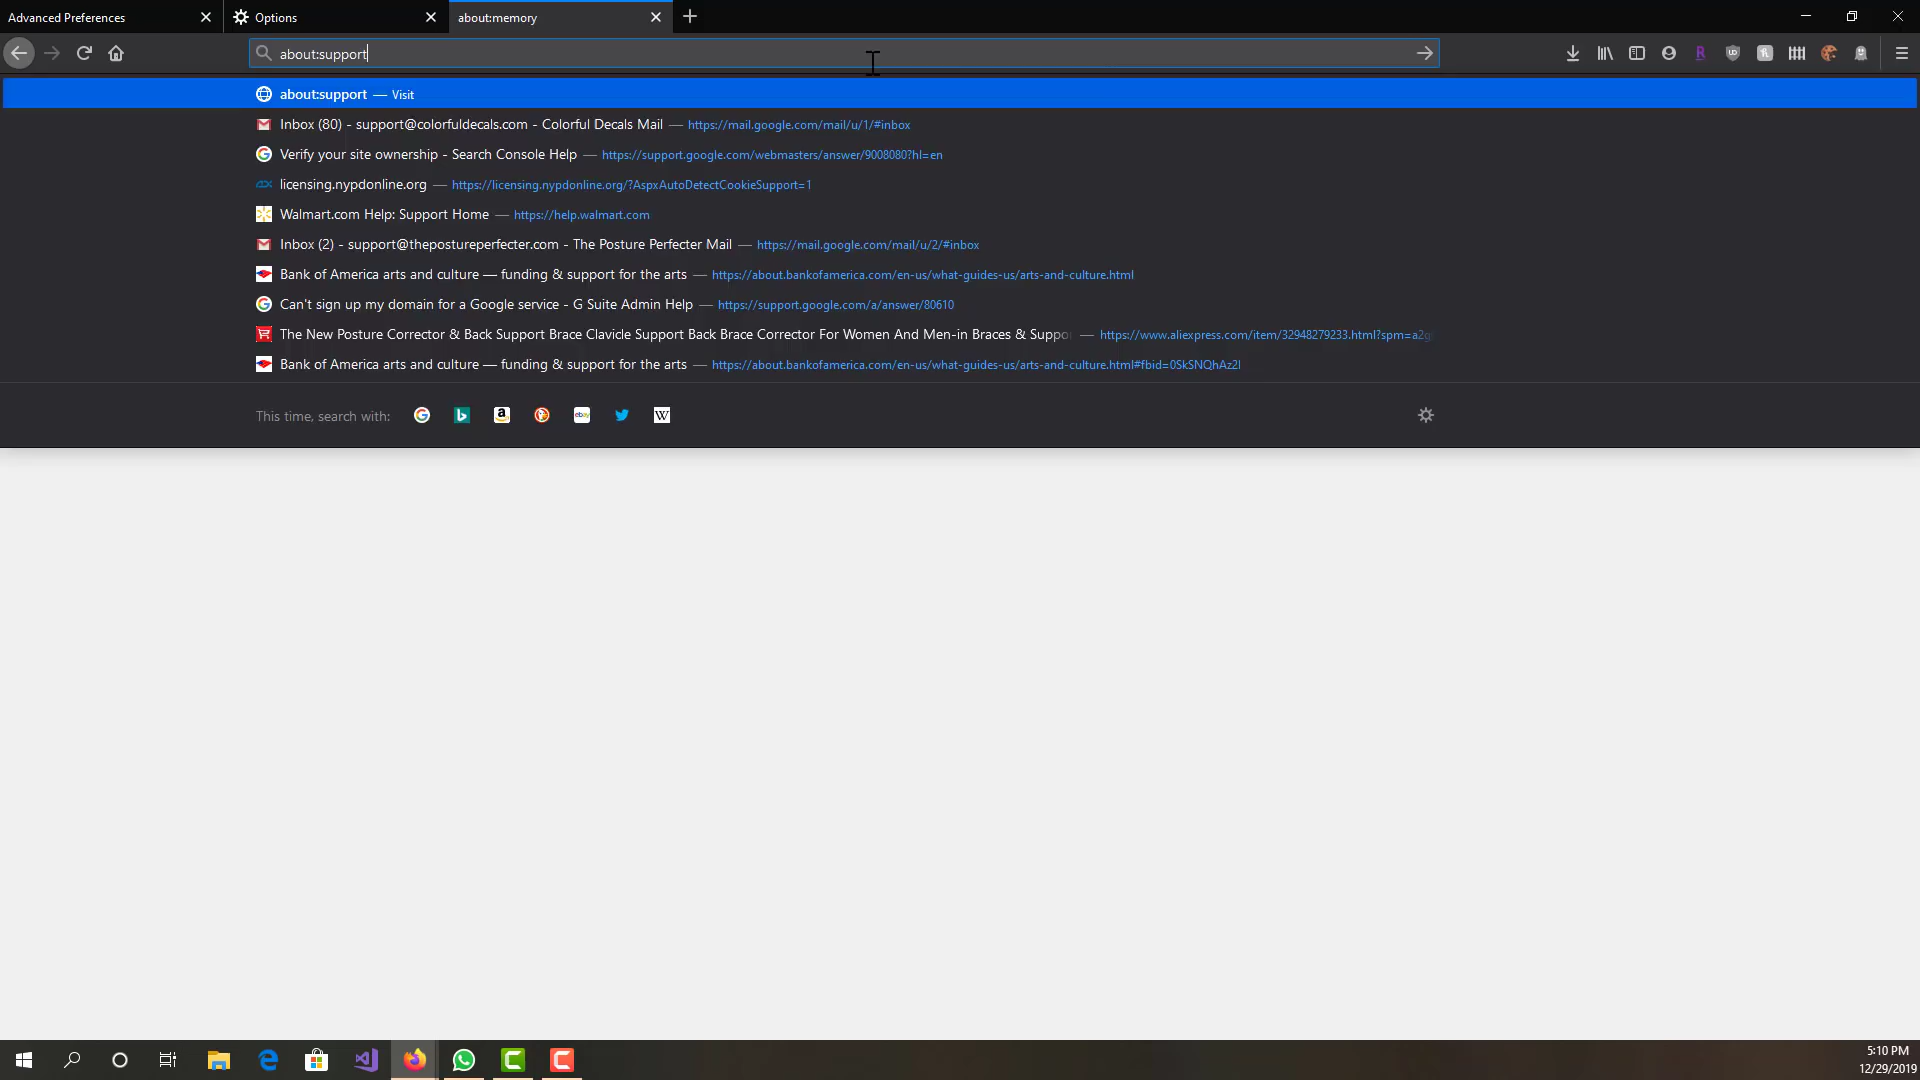 Advanced Preferences
Options
about:memory
about:support
about:support — Visit
Inbox (80) - support@colorfuldecals.com - Colorful Decals Mail — https://mail.google.com/mail/u/1/#inbox
Verify your site ownership - Search Console Help — https://support.google.com/webmasters/answer/9008080?hl=en
licensing.nypdonline.org — https://licensing.nypdonline.org/?AspxAutoDetectCookieSupport=1
Walmart.com Help: Support Home — https://help.walmart.com
Inbox (2) - support@thepostureperfecter.com - The Posture Perfecter Mail — https://mail.google.com/mail/u/2/#inbox
Bank of America arts and culture — funding & support for the arts — https://about.bankofamerica.com/en-us/what-guides-us/arts-and-culture.html
Can't sign up my domain for a Google service - G Suite Admin Help — https://support.google.com/a/answer/80610
The New Posture Corrector & Back Support Brace Clavicle Support Back Brace Corrector For Women And Men-in Braces & Suppo — https://www.aliexpress.com/item/32948279233.html?spm=a2g
Bank of America arts and culture — funding & support for the arts — https://about.bankofamerica.com/en-us/what-guides-us/arts-and-culture.html#fbid=0SkSNQhAz2l
This time, search with:
5:10 PM
12/29/2019